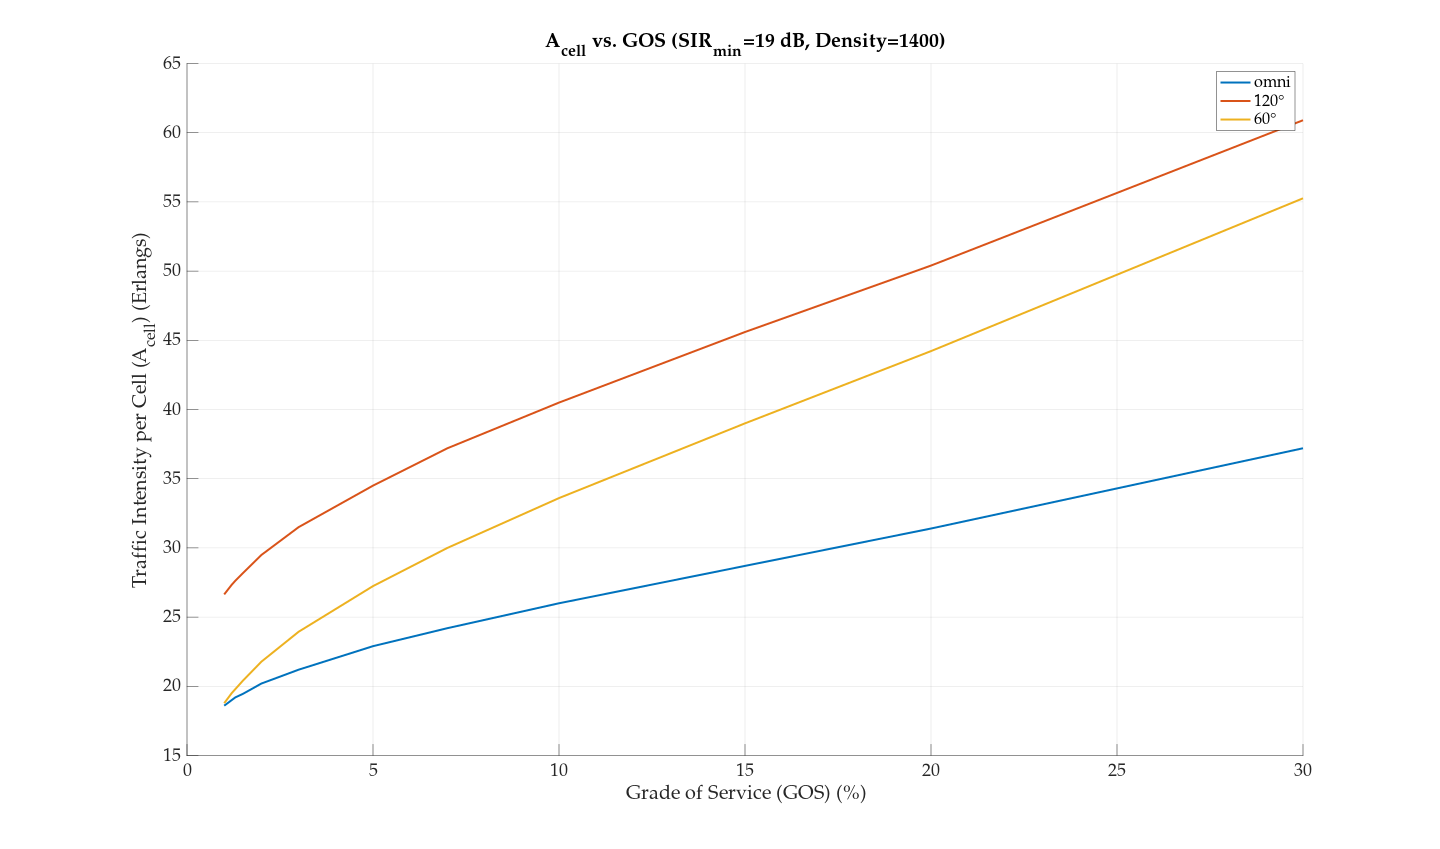 A_cell vs. GOS (SIR_min=19 dB, Density=1400)
omni
120°
60°
Traffic Intensity per Cell (A_cell) (Erlangs)
65
60
55
50
45
40
35
30
25
20
15
0 5 10 15 20 25 30
Grade of Service (GOS) (%)